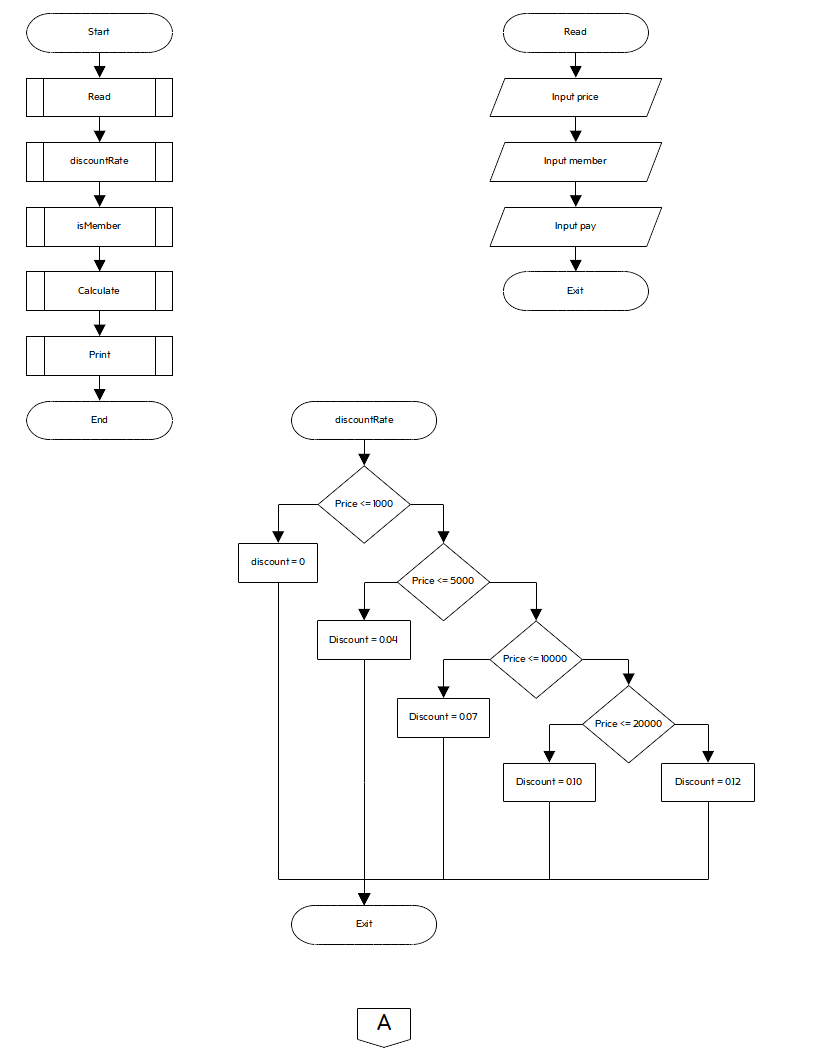 Start
Read
discountRate
isMember
Calculate
Print
End
Read
Input price
Input member
Input pay
Exit
discountRate
Price <= 1000
discount = 0
Price <= 5000
Discount = 0.04
Price <= 10000
Discount = 0.07
Price <= 20000
Discount = 0.10
Discount = 0.12
Exit
A